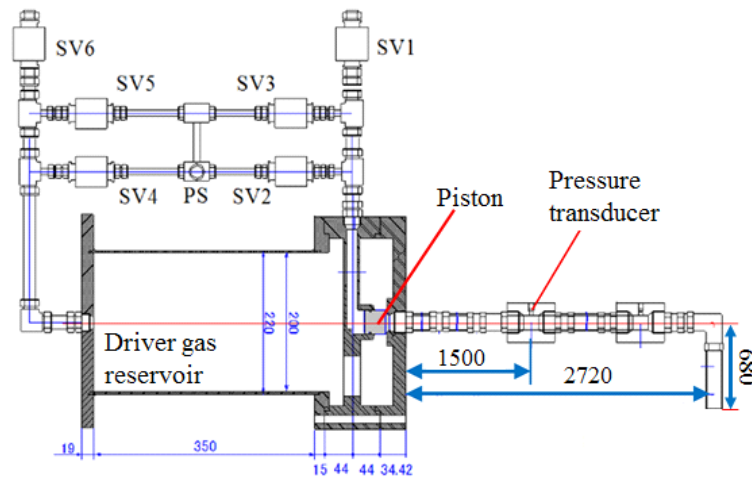 SV6
SV1
SV5
SV3
SV4
PS
SV2
Piston
Pressure
transducer
Driver gas
reservoir
220
200
1500
2720
680
19
350
15
44
44
34.42